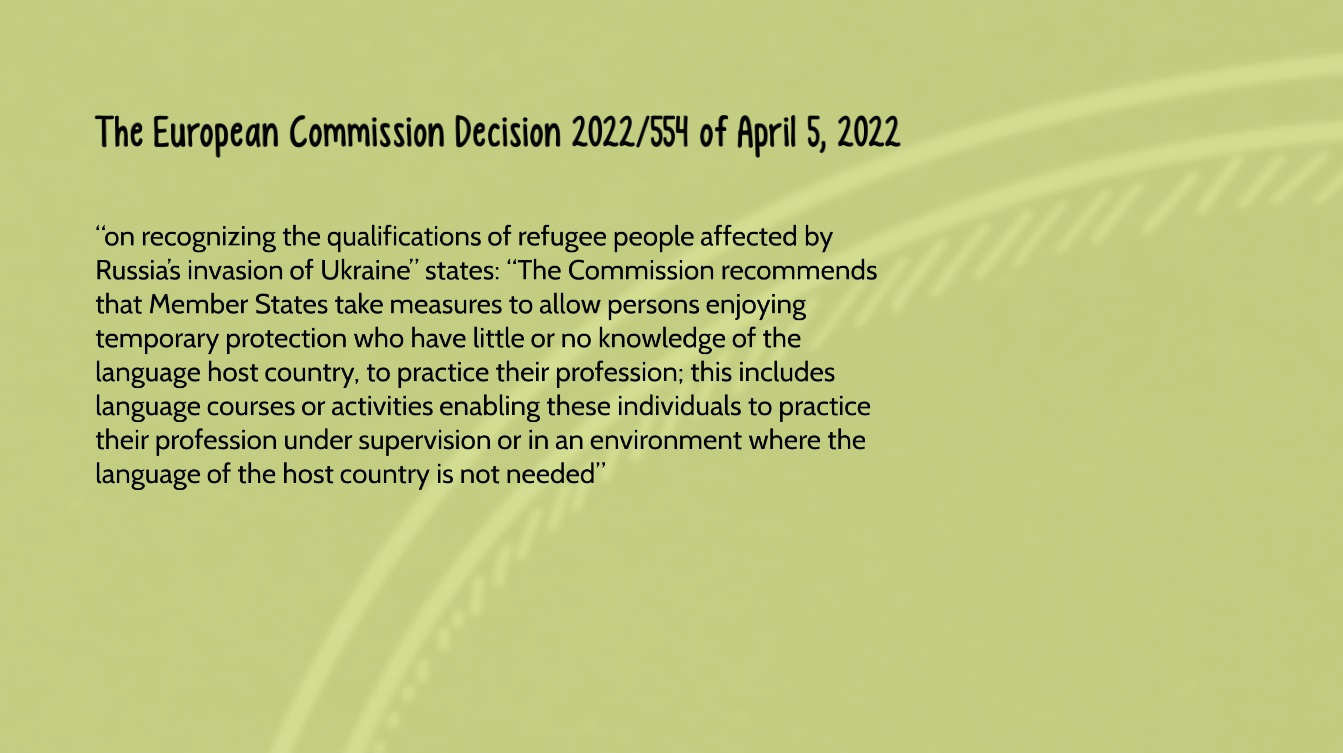 The European Commission Decision 2022/554 of April 5, 2022
“on recognizing the qualifications of refugee people affected by
Russia’s invasion of Ukraine” states: “The Commission recommends
that Member States take measures to allow persons enjoying
temporary protection who have little or no knowledge of the
language host country, to practice their profession; this includes
language courses or activities enabling these individuals to practice
their profession under supervision or in an environment where the
language of the host country is not needed”